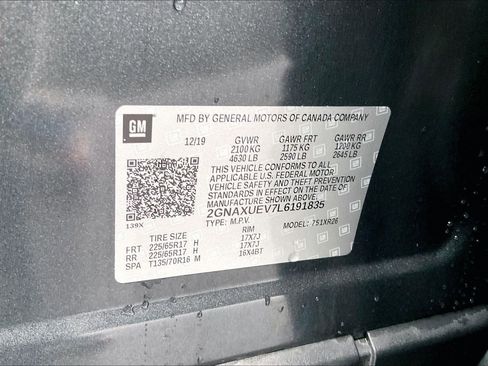 GM
MFD BY GENERAL MOTORS OF CANADA COMPANY
12/19 GVWR GAWR FRT GAWR RR
2100 KG 1175 KG 1200 KG
4630 LB 2590 LB 2645 LB
THIS VEHICLE CONFORMS TO ALL
APPLICABLE U.S. FEDERAL MOTOR
VEHICLE SAFETY AND THEFT PREVENTION
STANDARDS IN EFFECT ON THE DATE OF
MANUFACTURE SHOWN ABOVE.
2GNAXUEV7L6191835
139X TYPE: M.P.V. MODEL: 751XR26
TIRE SIZE RIM
FRT 225/65R17 H 17X7J
RR 225/65R17 H 17X7J
SPA T135/70R16 M 16X4BT